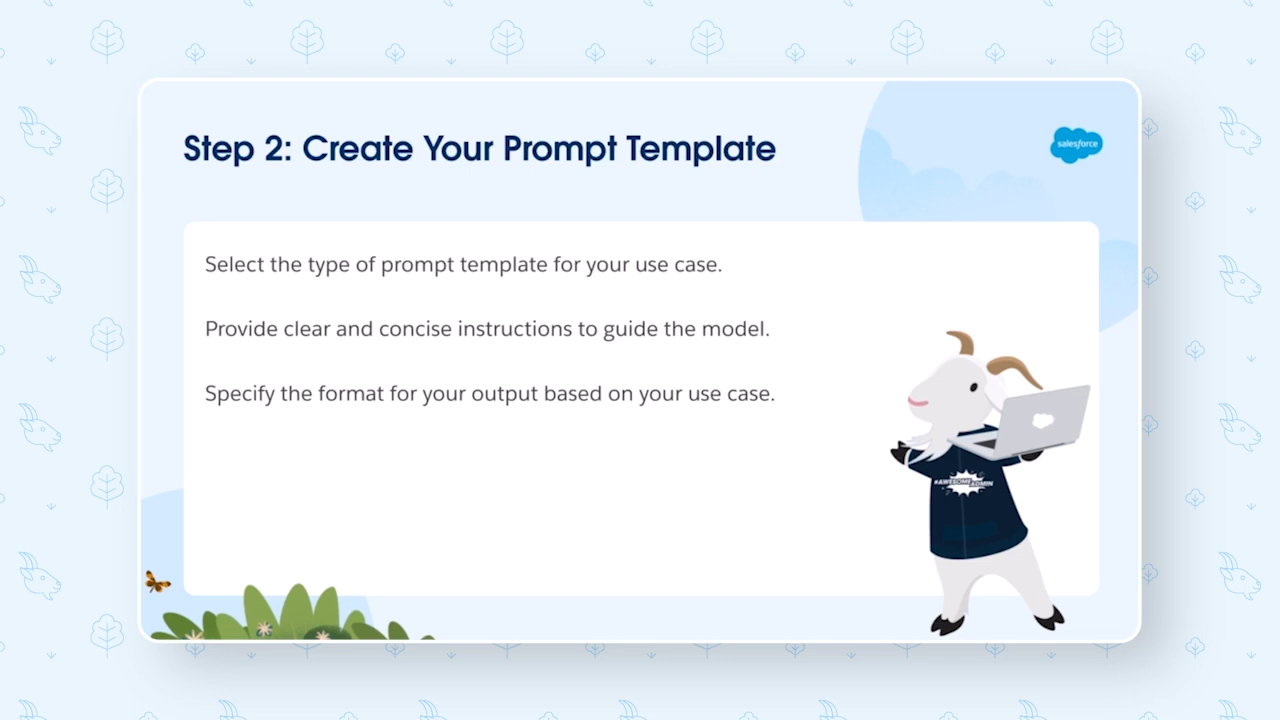 Step 2: Create Your Prompt Template
salesforce
Select the type of prompt template for your use case.
Provide clear and concise instructions to guide the model.
Specify the format for your output based on your use case.
#AWESOMEADMIN